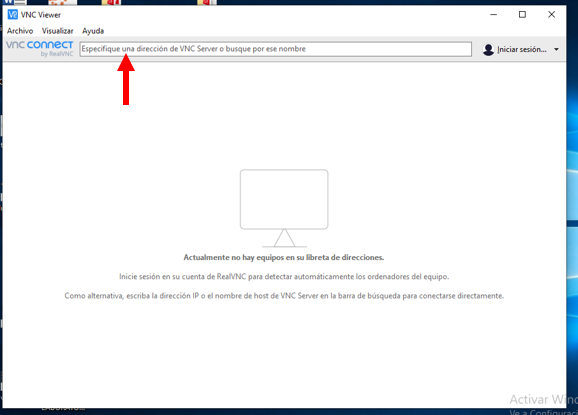 VNC Viewer
Archivo Visualizar Ayuda
vnc connect
by RealVNC
Especifique una dirección de VNC Server o busque por ese nombre
Iniciar sesión...
Actualmente no hay equipos en su libreta de direcciones.
Inicie sesión en su cuenta de RealVNC para detectar automáticamente los ordenadores del equipo.
Como alternativa, escriba la dirección IP o el nombre de host de VNC Server en la barra de búsqueda para conectarse directamente.
Activar Wind
Ve a Configurac